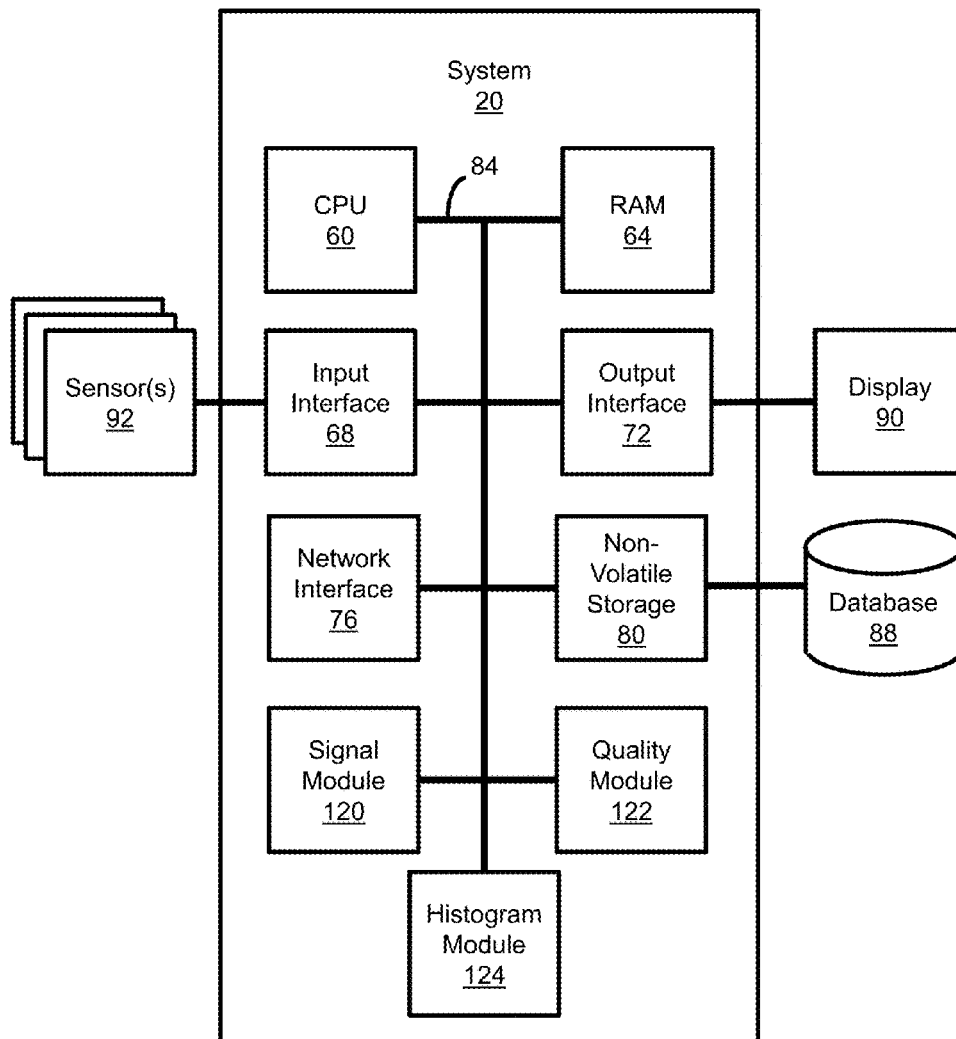 System
20
84
CPU
60
RAM
64
Sensor(s)
92
Input
Interface
68
Output
Interface
72
Display
90
Network
Interface
76
Non-
Volatile
Storage
80
Database
88
Signal
Module
120
Quality
Module
122
Histogram
Module
124